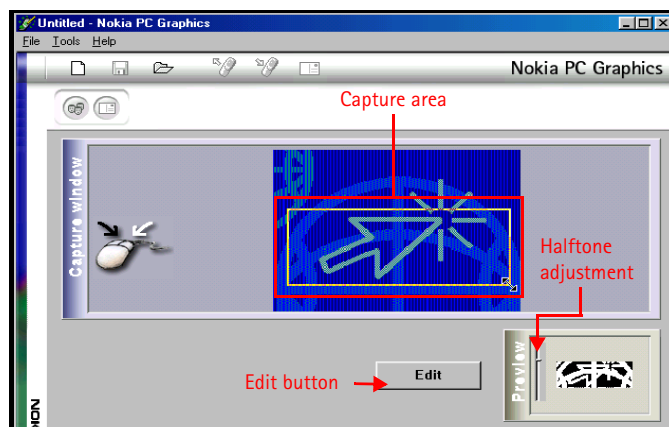 Untitled - Nokia PC Graphics
File Tools Help
Nokia PC Graphics
Capture area
Capture window
Halftone
adjustment
Edit button
Edit
Preview